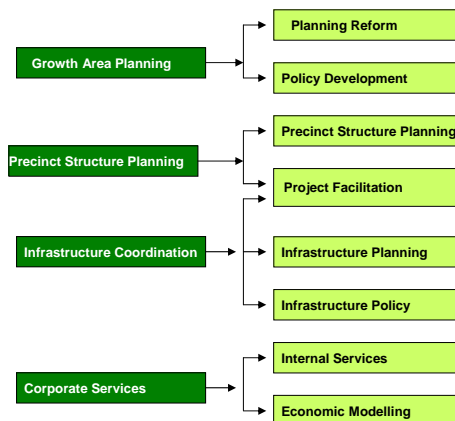 Growth Area Planning
Planning Reform
Policy Development
Precinct Structure Planning
Precinct Structure Planning
Project Facilitation
Infrastructure Coordination
Infrastructure Planning
Infrastructure Policy
Corporate Services
Internal Services
Economic Modelling